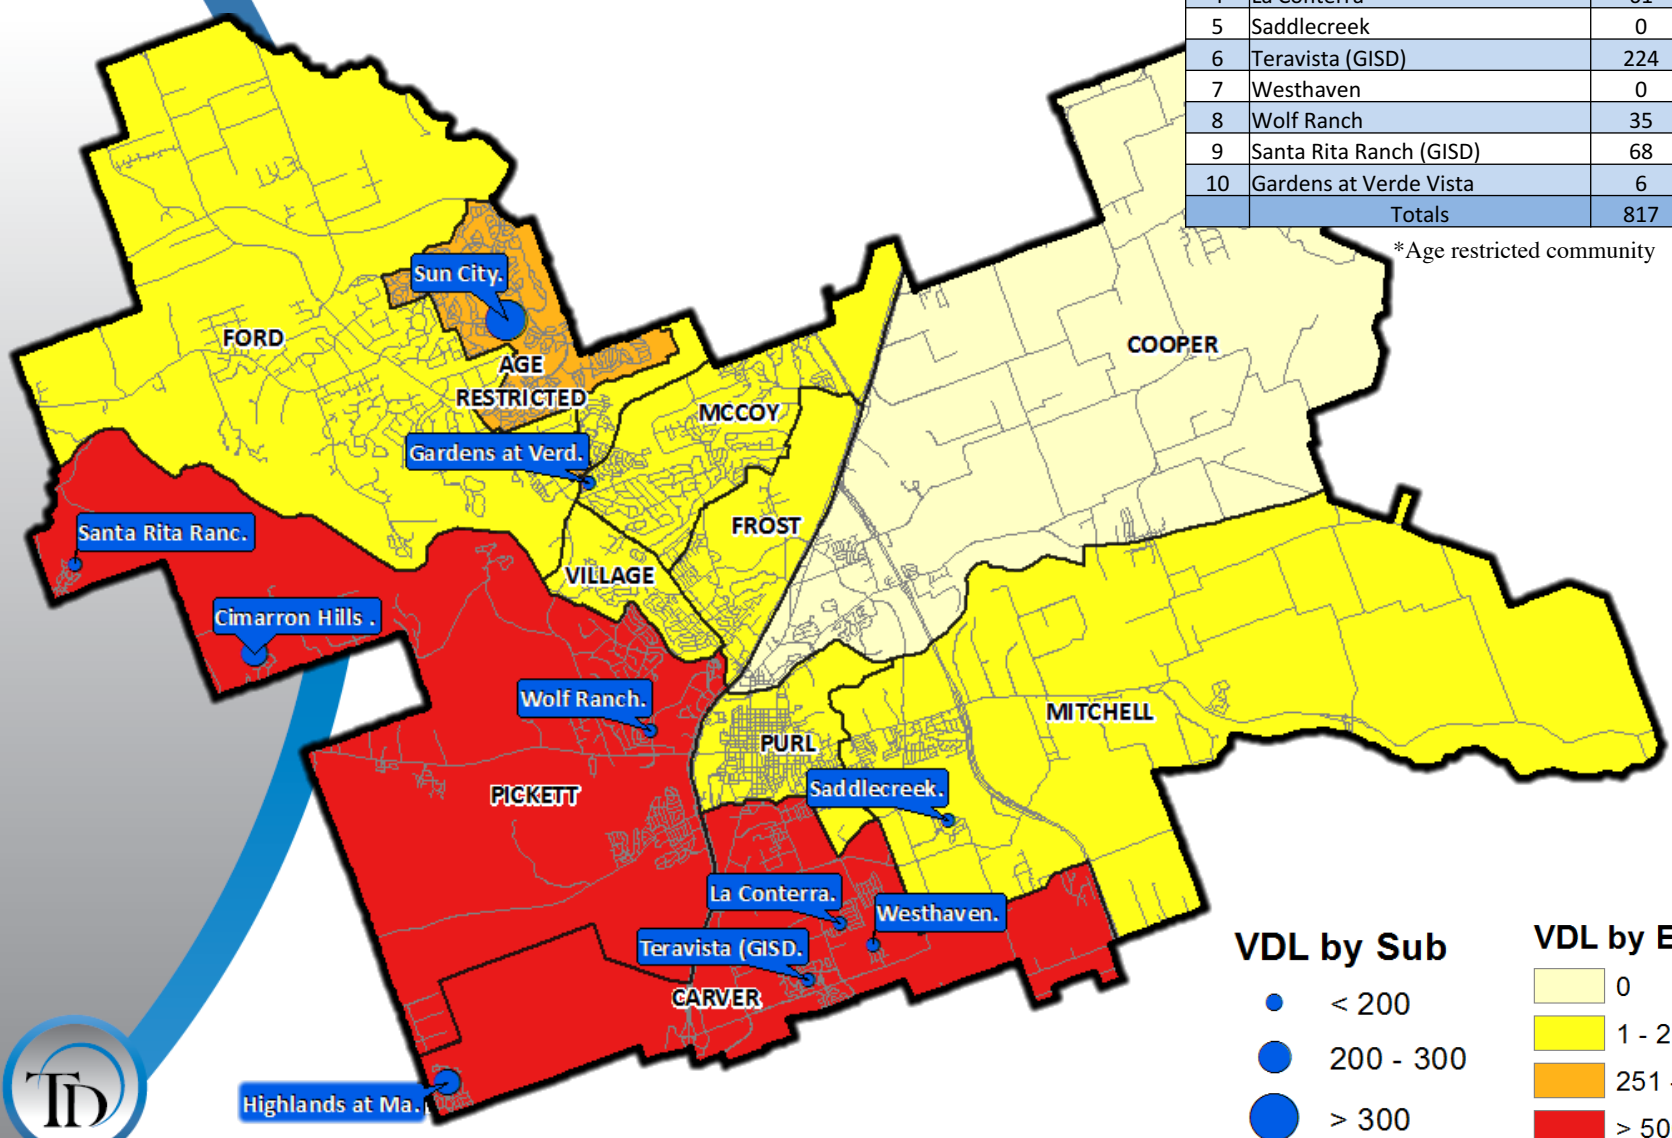 5 Saddlecreek 0
6 Teravista (GISD) 224
7 Westhaven 0
8 Wolf Ranch 35
9 Santa Rita Ranch (GISD) 68
10 Gardens at Verde Vista 6
Totals 817
*Age restricted community
Sun City.
FORD
COOPER
AGE
RESTRICTED
MCCOY
Gardens at Verd.
FROST
Santa Rita Ranc.
VILLAGE
Cimarron Hills .
Wolf Ranch.
MITCHELL
PURL
Saddlecreek.
PICKETT
La Conterra.
Westhaven.
Teravista (GISD.
CARVER
Highlands at Ma.
VDL by Sub
< 200
200 - 300
> 300
VDL by E
0
1 - 2
251 -
> 50
TD